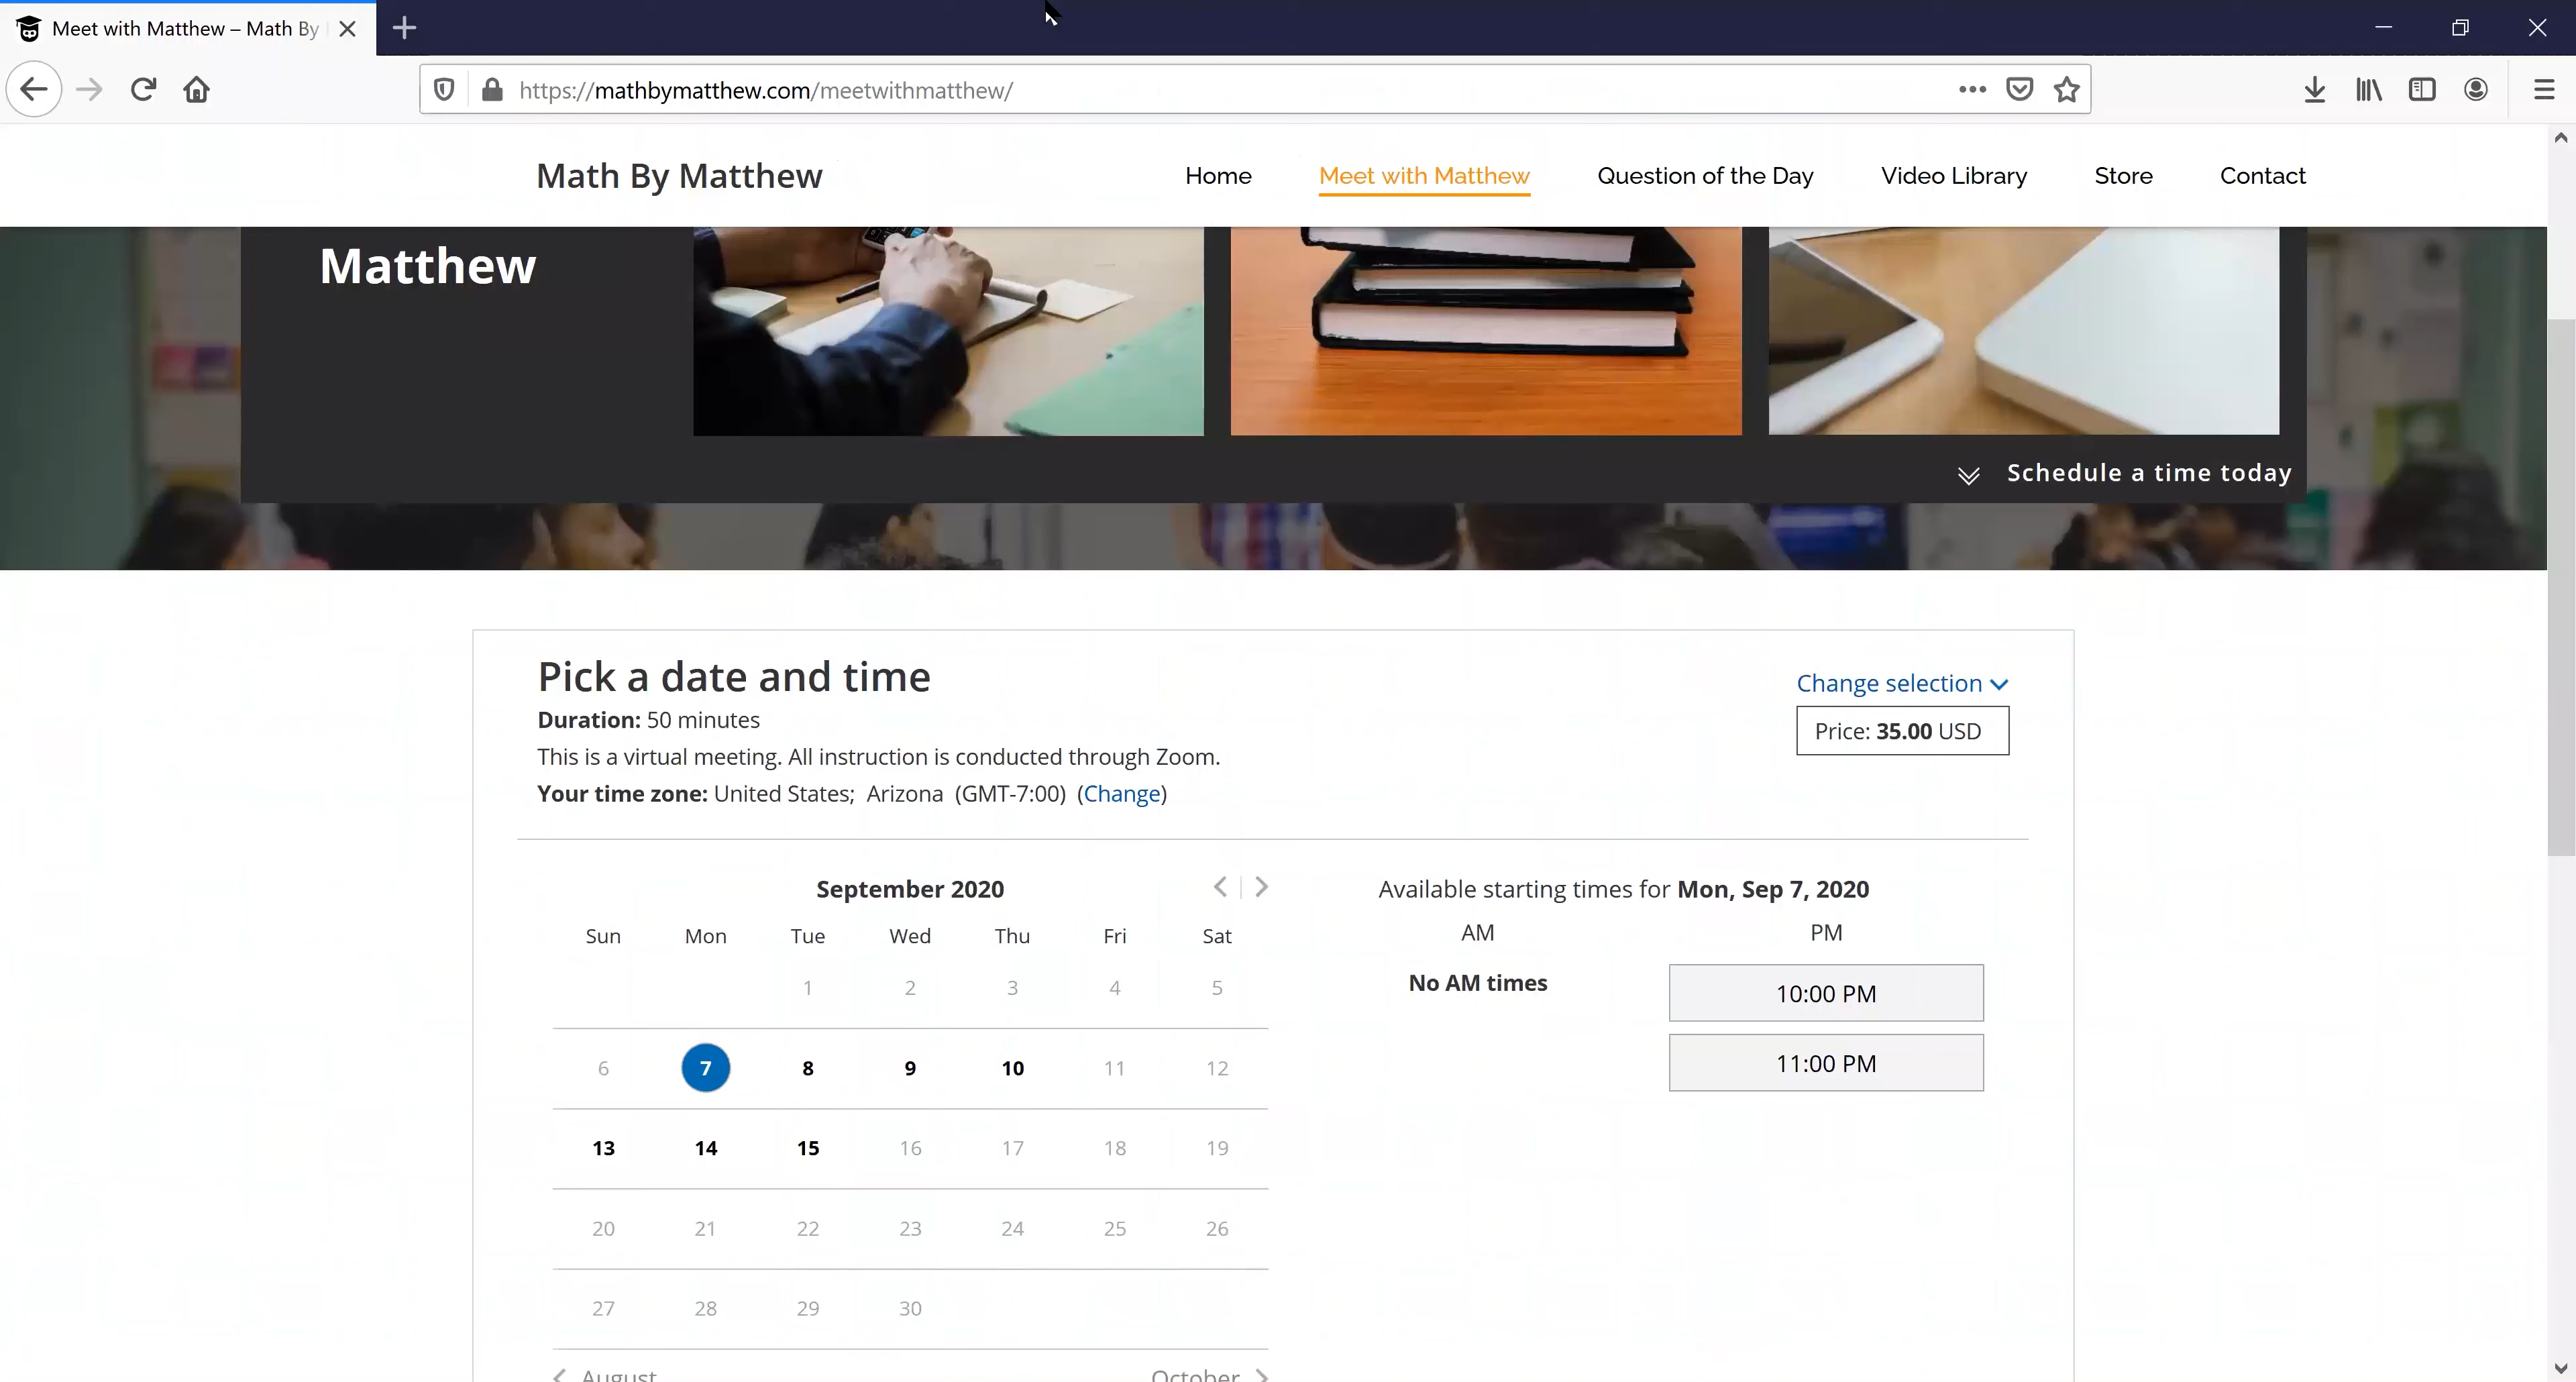 Meet with Matthew – Math By
https://mathbymatthew.com/meetwithmatthew/
Math By Matthew
Home
Meet with Matthew
Question of the Day
Video Library
Store
Contact
Matthew
Schedule a time today
Pick a date and time
Change selection
Duration: 50 minutes
Price: 35.00 USD
This is a virtual meeting. All instruction is conducted through Zoom.
Your time zone: United States; Arizona (GMT-7:00) (Change)
September 2020
Sun Mon Tue Wed Thu Fri Sat
1 2 3 4 5
6 7 8 9 10 11 12
13 14 15 16 17 18 19
20 21 22 23 24 25 26
27 28 29 30
August
October
Available starting times for Mon, Sep 7, 2020
AM
PM
No AM times
10:00 PM
11:00 PM